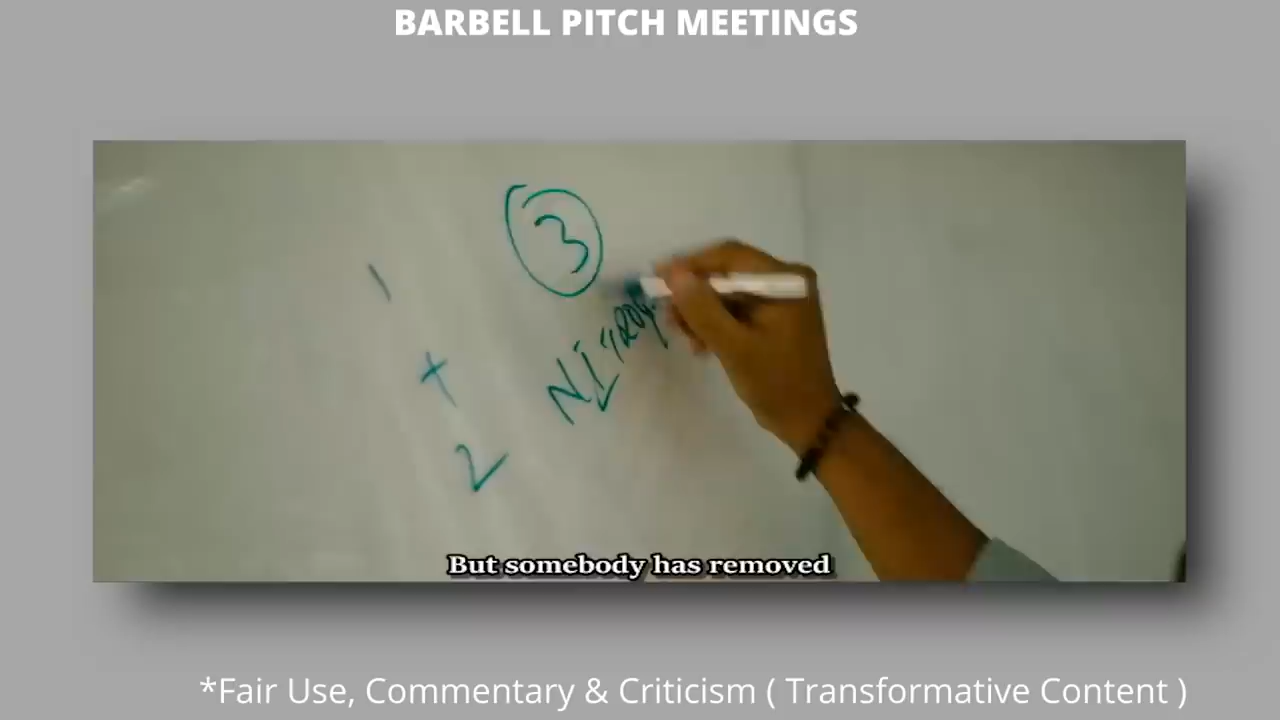 BARBELL PITCH MEETINGS
3
1
+
2
But somebody has removed
*Fair Use, Commentary & Criticism ( Transformative Content )